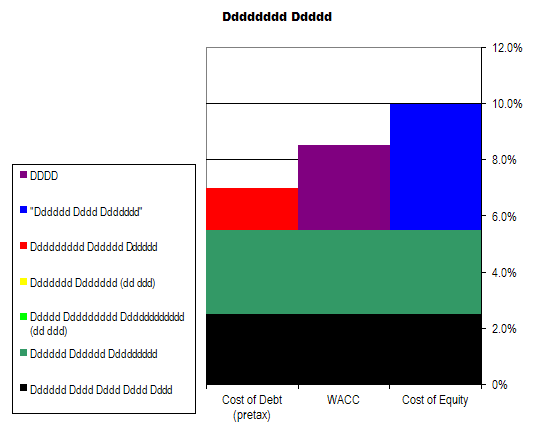 Dddddddd Ddddd
12.0%
10.0%
8.0%
6.0%
4.0%
2.0%
0%
DDDD
"Dddddd Dddd Ddddddd"
Ddddddddd Dddddd Dddddd
Ddddddd Ddddddd (dd ddd)
Ddddd Ddddddddd Dddddddddddd
(dd ddd)
Dddddd Dddddd Ddddddddd
Dddddd Dddd Dddd Dddd Dddd
Cost of Debt
(pretax)
WACC
Cost of Equity